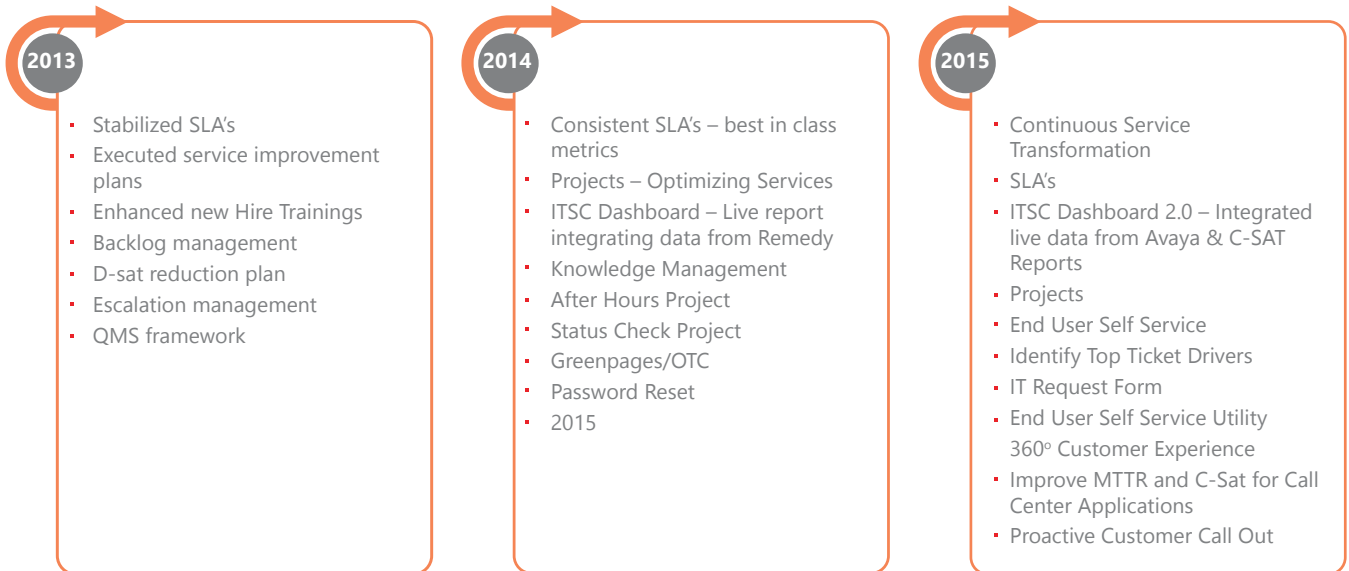 2013
Stabilized SLA's
Executed service improvement
plans
Enhanced new Hire Trainings
Backlog management
D-sat reduction plan
Escalation management
QMS framework
2014
Consistent SLA's – best in class
metrics
Projects – Optimizing Services
ITSC Dashboard – Live report
integrating data from Remedy
Knowledge Management
After Hours Project
Status Check Project
Greenpages/OTC
Password Reset
2015
2015
Continuous Service
Transformation
SLA's
ITSC Dashboard 2.0 – Integrated
live data from Avaya & C-SAT
Reports
Projects
End User Self Service
Identify Top Ticket Drivers
IT Request Form
End User Self Service Utility
360° Customer Experience
Improve MTTR and C-Sat for Call
Center Applications
Proactive Customer Call Out